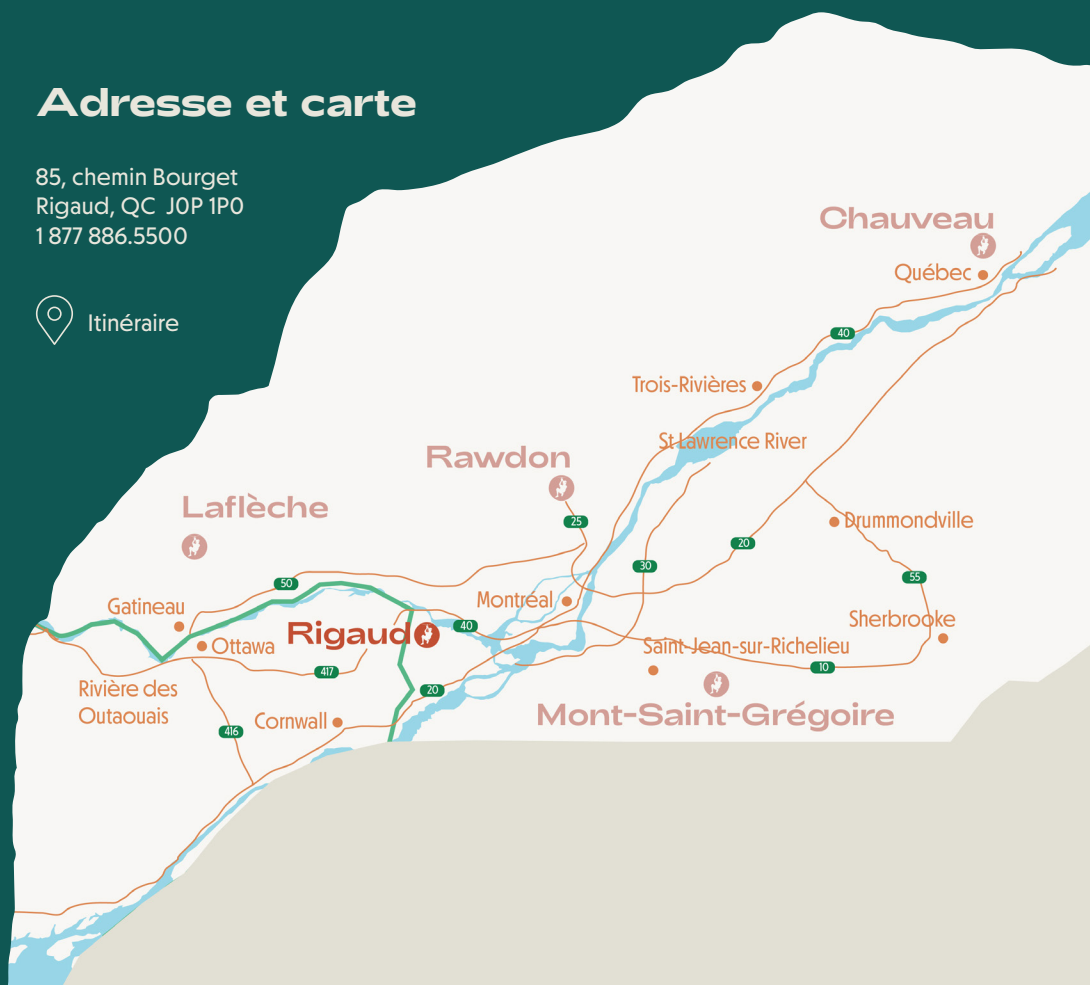 Adresse et carte
85, chemin Bourget
Rigaud, QC J0P 1P0
1 877 886.5500
Itinéraire
Chauveau
Québec
40
Trois-Rivières
St Lawrence River
Rawdon
Laflèche
25
Drummondville
20
30
55
50
Gatineau
Montréal
Sherbrooke
Rigaud
40
Ottawa
Saint-Jean-sur-Richelieu
417
10
Rivière des
Outaouais
20
Mont-Saint-Grégoire
Cornwall
416